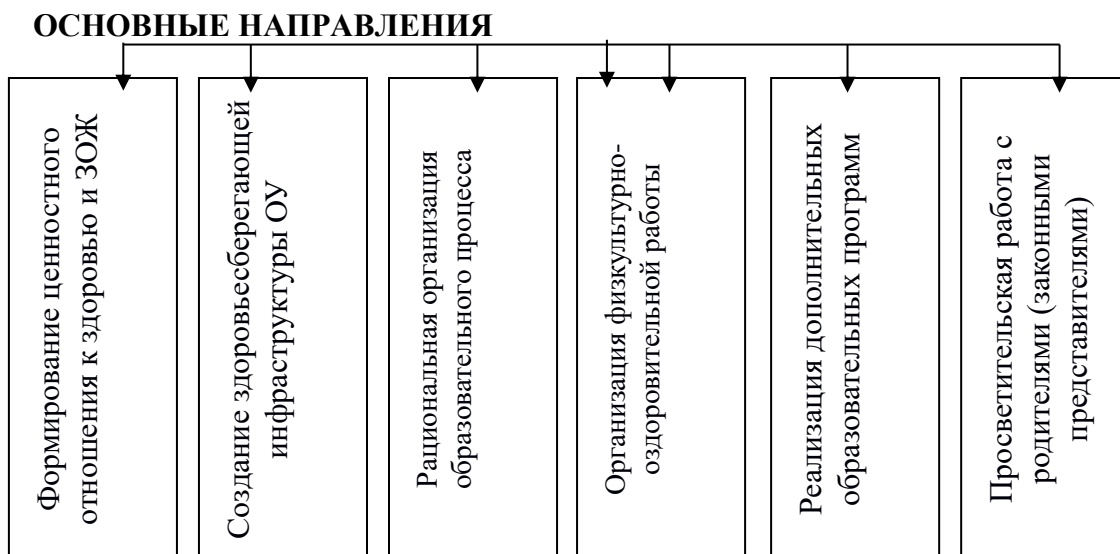 ОСНОВНЫЕ НАПРАВЛЕНИЯ
Формирование ценностного
отношения к здоровью и ЗОЖ
Создание здоровьесберегающей
инфраструктуры ОУ
Рациональная организация
образовательного процесса
Организация физкультурно-
оздоровительной работы
Реализация дополнительных
образовательных программ
Просветительская работа с
родителями (законными
представителями)